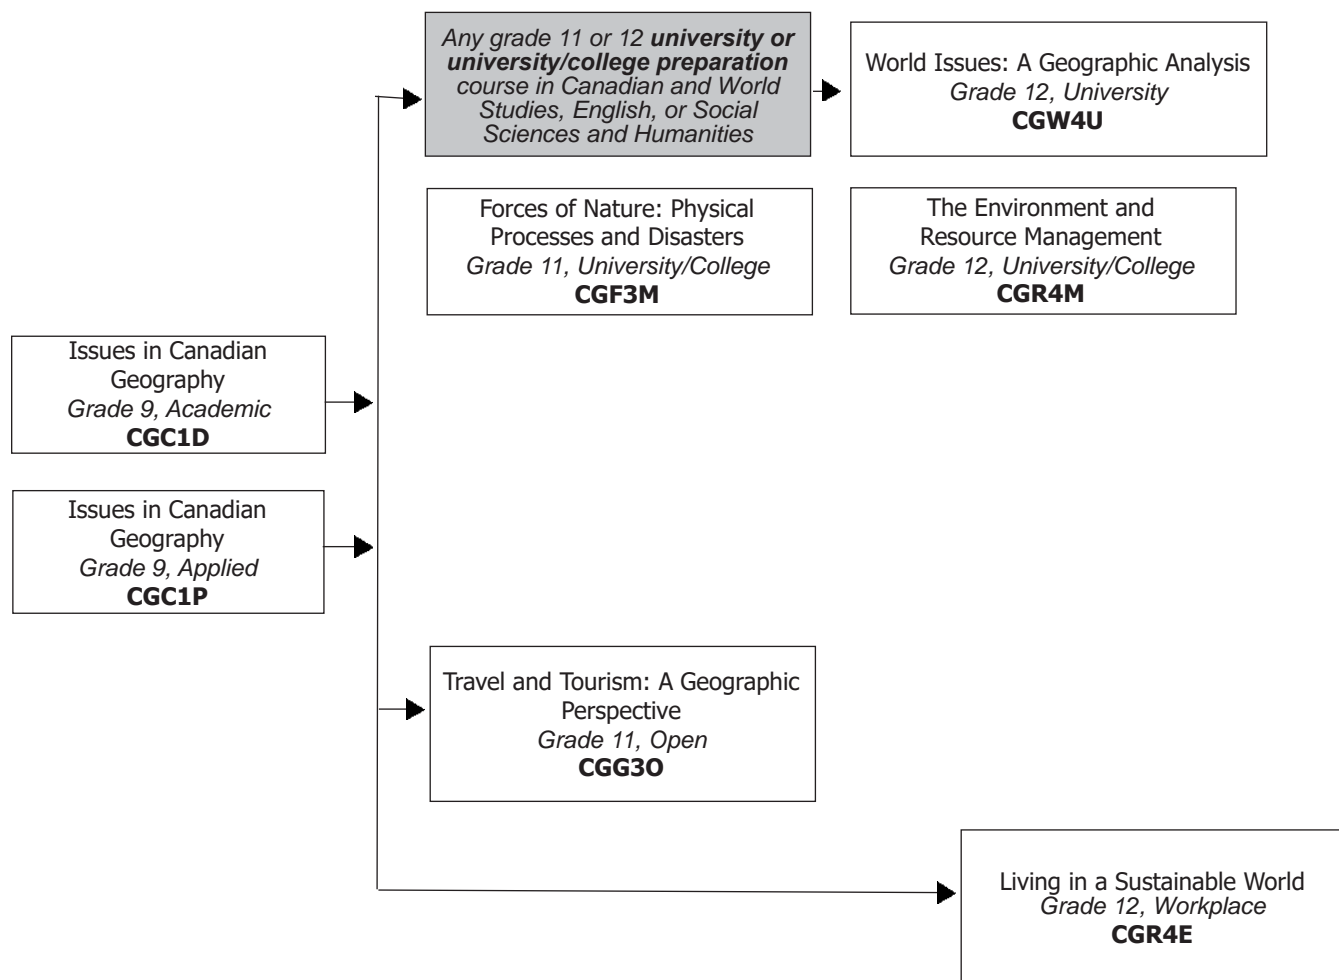 Any grade 11 or 12 university or
university/college preparation
course in Canadian and World
Studies, English, or Social
Sciences and Humanities
World Issues: A Geographic Analysis
Grade 12, University
CGW4U
Forces of Nature: Physical
Processes and Disasters
Grade 11, University/College
CGF3M
The Environment and
Resource Management
Grade 12, University/College
CGR4M
Issues in Canadian
Geography
Grade 9, Academic
CGC1D
Issues in Canadian
Geography
Grade 9, Applied
CGC1P
Travel and Tourism: A Geographic
Perspective
Grade 11, Open
CGG3O
Living in a Sustainable World
Grade 12, Workplace
CGR4E